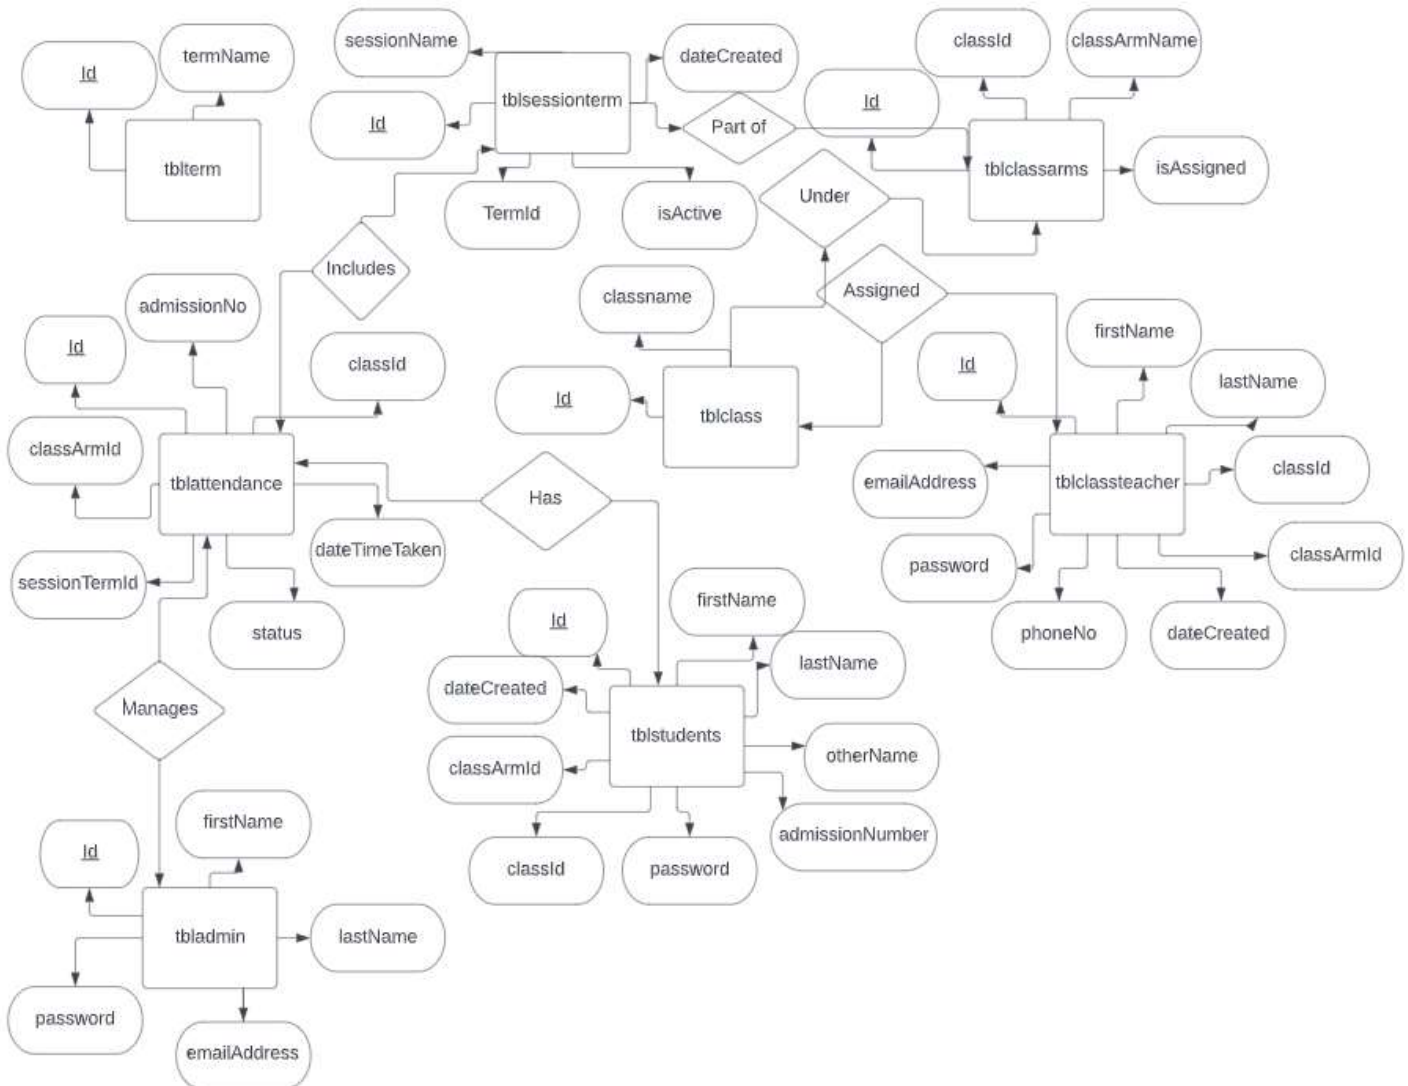 sessionName
classId
classArmName
termName
dateCreated
Id
Id
tblsessionterm
Id
Part of
tblterm
tblclassarms
isAssigned
Under
TermId
isActive
Includes
Assigned
classname
admissionNo
firstName
Id
classId
Id
lastName
Id
tblclass
classArmId
classId
tblattendance
emailAddress
tblclassteacher
Has
dateTimeTaken
classArmId
password
sessionTermId
firstName
Id
status
phoneNo
dateCreated
lastName
dateCreated
Manages
tblstudents
otherName
classArmId
firstName
admissionNumber
Id
classId
password
tbladmin
lastName
password
emailAddress